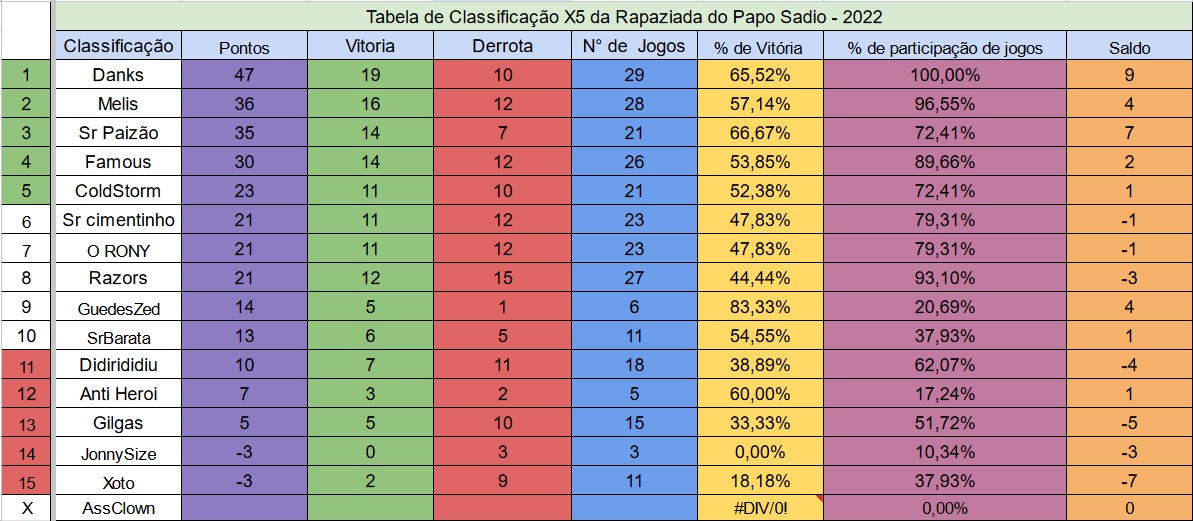 Tabela de Classificação X5 da Rapaziada do Papo Sadio - 2022
Classificação Pontos Vitoria Derrota N° de Jogos % de Vitória % de participação de jogos Saldo
1 Danks 47 19 10 29 65,52% 100,00% 9
2 Melis 36 16 12 28 57,14% 96,55% 4
3 Sr Paizão 35 14 7 21 66,67% 72,41% 7
4 Famous 30 14 12 26 53,85% 89,66% 2
5 ColdStorm 23 11 10 21 52,38% 72,41% 1
6 Sr cimentinho 21 11 12 23 47,83% 79,31% -1
7 O RONY 21 11 12 23 47,83% 79,31% -1
8 Razors 21 12 15 27 44,44% 93,10% -3
9 GuedesZed 14 5 1 6 83,33% 20,69% 4
10 SrBarata 13 6 5 11 54,55% 37,93% 1
11 Didirididiu 10 7 11 18 38,89% 62,07% -4
12 Anti Heroi 7 3 2 5 60,00% 17,24% 1
13 Gilgas 5 5 10 15 33,33% 51,72% -5
14 JonnySize -3 0 3 3 0,00% 10,34% -3
15 Xoto -3 2 9 11 18,18% 37,93% -7
X AssClown #DIV/0! 0,00% 0